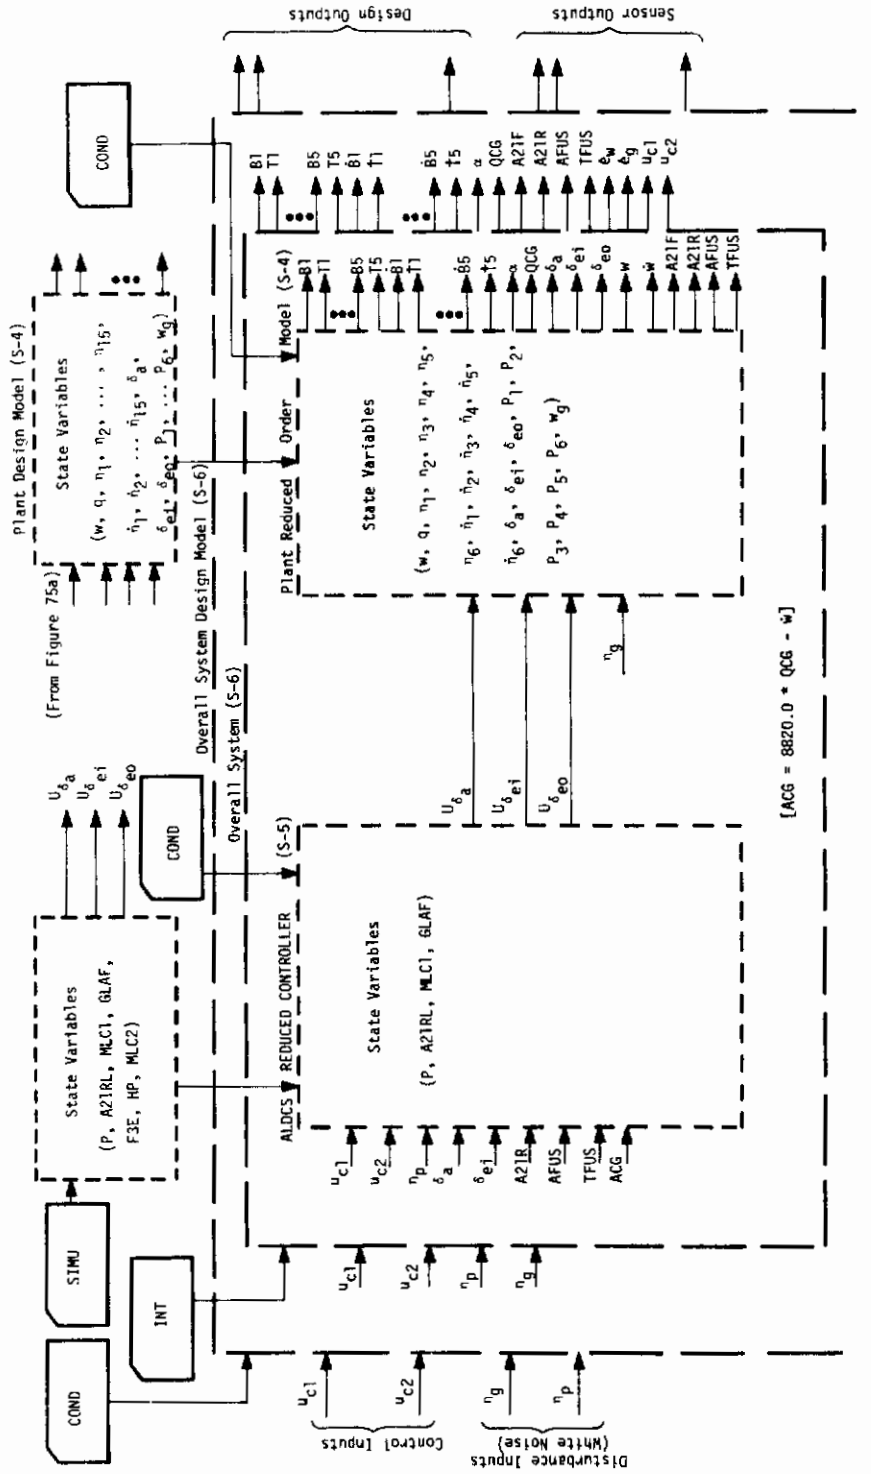 COND
SIMU
INT
State Variables
(P, A21RL, MLC1, GLAF,
F3E, HP, MLC2)
Uδa
Uδei
Uδeo
COND
(From Figure 75a)
Plant Design Model (S-4)
State Variables
(w, q, η1, η2, ... , η15,
η̇1, η̇2, ... η̇15, δa,
δei, δeo, P1, ... P6, wg)
COND
Overall System Design Model (S-6)
Overall System (S-6)
Control Inputs
uc1
uc2
Disturbance Inputs
(White Noise)
ηg
ηp
uc1
uc2
ηp
ηg
ALDCS REDUCED CONTROLLER (S-5)
uc1
uc2
ηp
δa
δei
A21R
AFUS
TFUS
ACG
State Variables
(P, A21RL, MLC1, GLAF)
Uδa
Uδei
Uδeo
ηg
Plant Reduced Order Model (S-4)
State Variables
(w, q, η1, η2, η3, η4, η5,
η6, η̇1, η̇2, η̇3, η̇4, η̇5,
η̇6, δa, δei, δeo, P1, P2,
P3, P4, P5, P6, wg)
B1
T1
B5
T5
Ḃ1
Ṫ1
Ḃ5
Ṫ5
α
QCG
δa
δei
δeo
w
ẇ
A21F
A21R
AFUS
TFUS
B1
T1
B5
T5
Ḃ1
Ṫ1
Ḃ5
Ṫ5
α
QCG
A21F
A21R
AFUS
TFUS
ėw
ėg
uc1
uc2
Design Outputs
Sensor Outputs
[ACG = 8820.0 * QCG - ẇ]